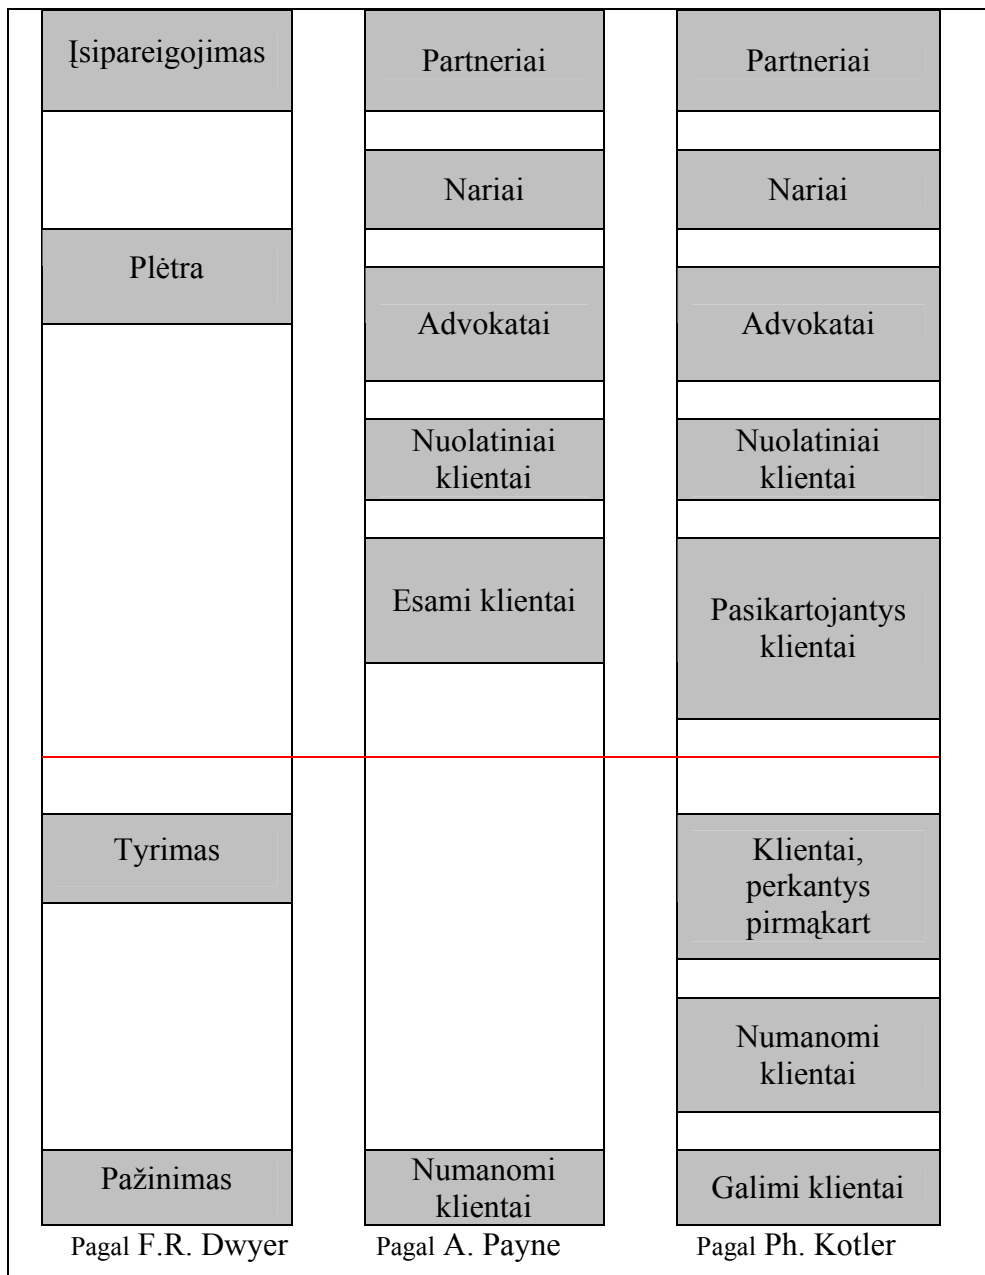 Įsipareigojimas
Plėtra
Tyrimas
Pažinimas
Pagal F.R. Dwyer
Partneriai
Nariai
Advokatai
Nuolatiniai
klientai
Esami klientai
Numanomi
klientai
Pagal A. Payne
Partneriai
Nariai
Advokatai
Nuolatiniai
klientai
Pasikartojantys
klientai
Klientai,
perkantys
pirmąkart
Numanomi
klientai
Galimi klientai
Pagal Ph. Kotler